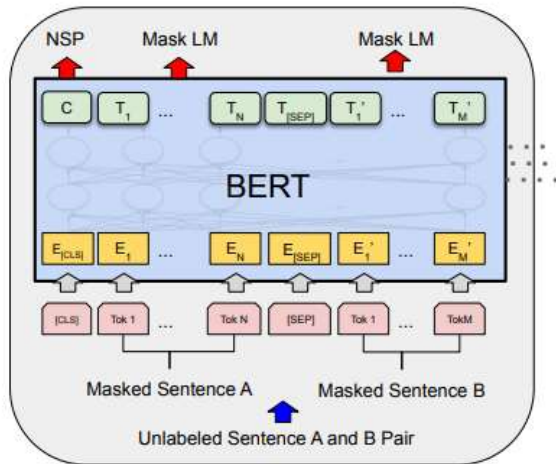 NSP Mask LM Mask LM
C T1 ... TN T[SEP] T1' ... TM'
BERT
E[CLS] E1 ... EN E[SEP] E1' ... EM'
[CLS] Tok 1 ... Tok N [SEP] Tok 1 ... TokM
Masked Sentence A Masked Sentence B
Unlabeled Sentence A and B Pair